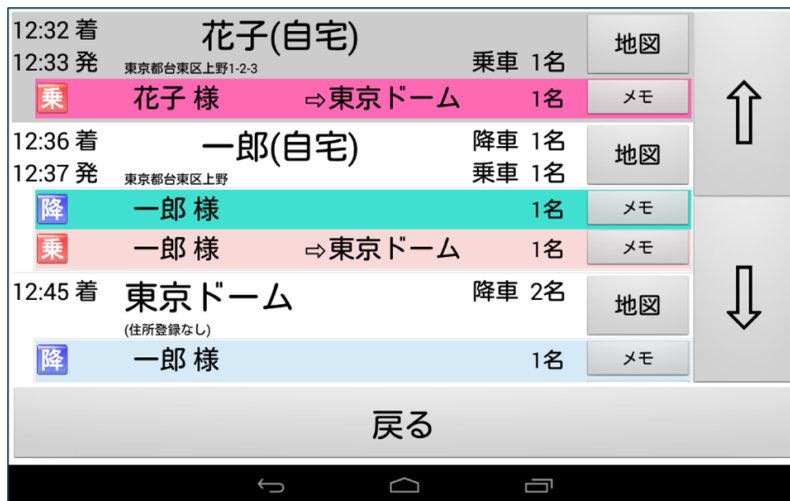 12:32 着 花子(自宅) 地図
12:33 発 東京都台東区上野1-2-3 乗車 1名
乗 花子 様 ⇨東京ドーム 1名 メモ
12:36 着 一郎(自宅) 降車 1名 地図
12:37 発 東京都台東区上野 乗車 1名
降 一郎 様 1名 メモ
乗 一郎 様 ⇨東京ドーム 1名 メモ
12:45 着 東京ドーム 降車 2名 地図
(住所登録なし)
降 一郎 様 1名 メモ
戻る